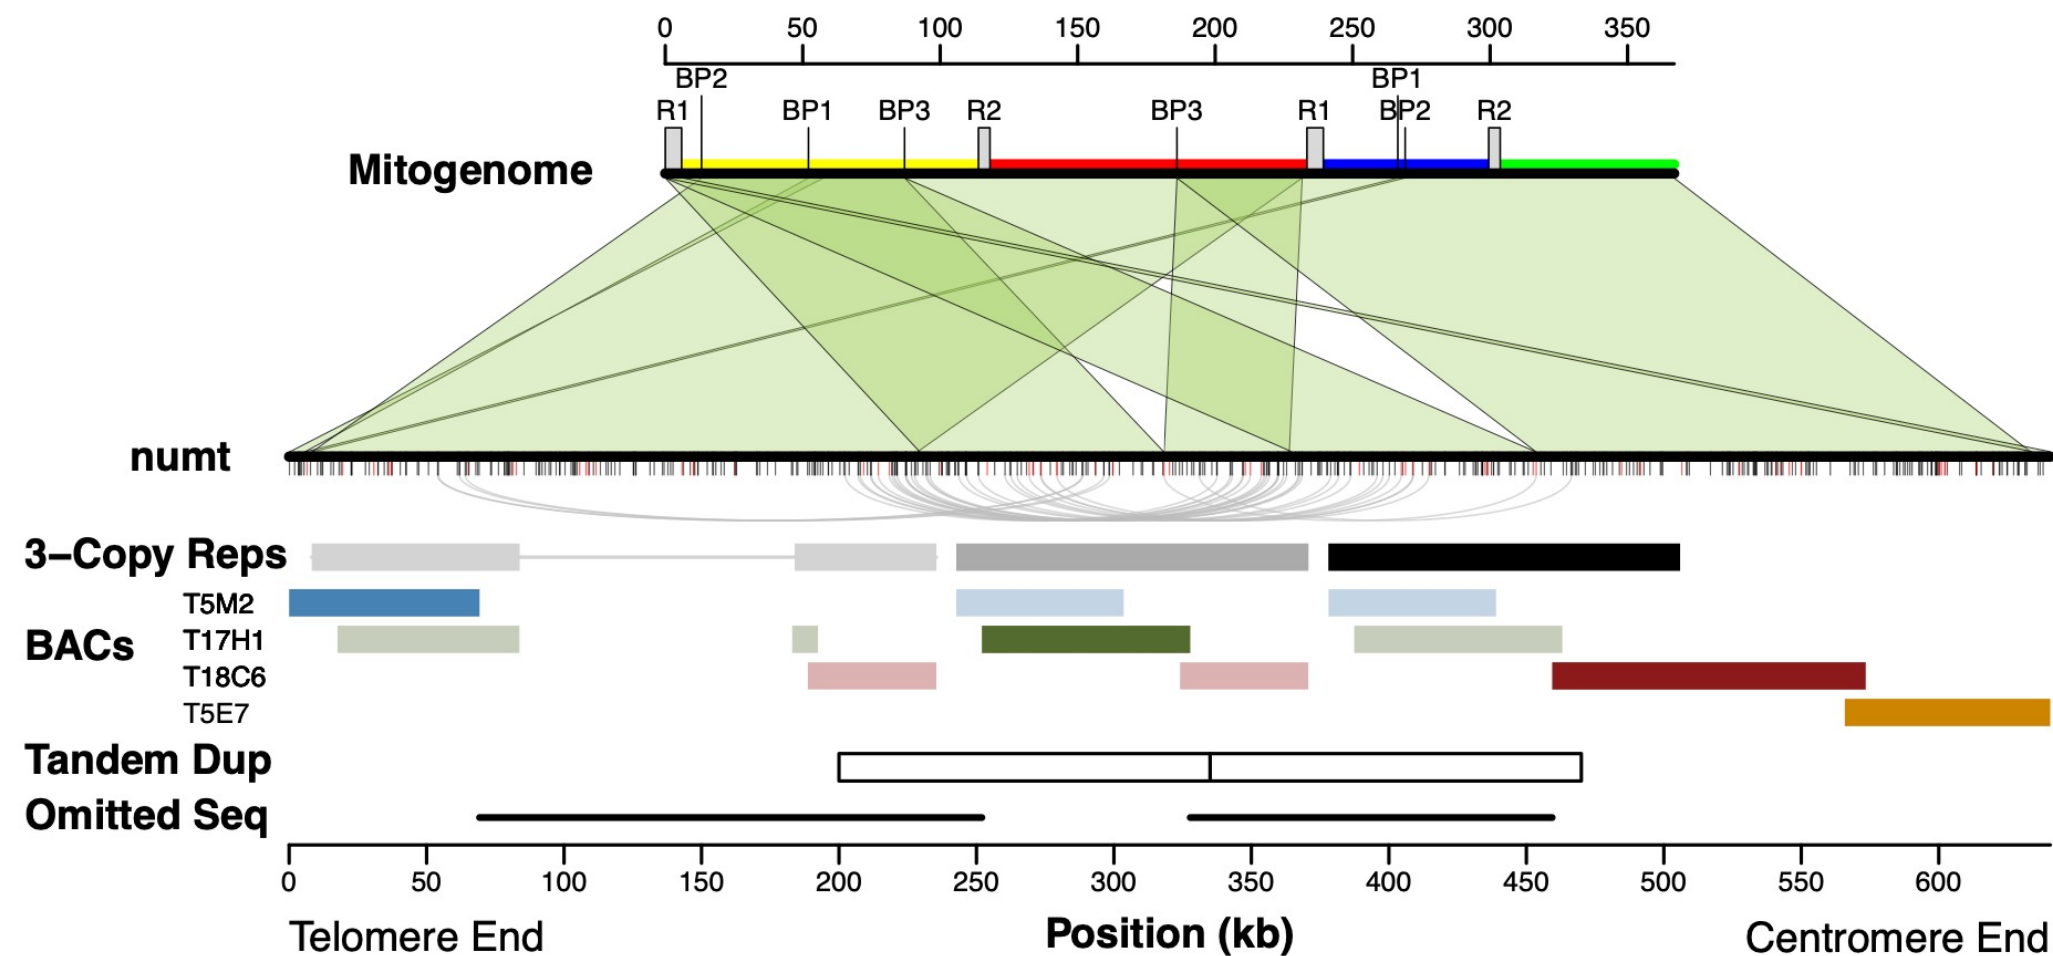 0 50 100 150 200 250 300 350
BP2 BP1
R1 BP1 BP3 R2 BP3 R1 BP2 R2
Mitogenome
numt
3–Copy Reps
T5M2
BACs T17H1
T18C6
T5E7
Tandem Dup
Omitted Seq
0 50 100 150 200 250 300 350 400 450 500 550 600
Telomere End Position (kb) Centromere End